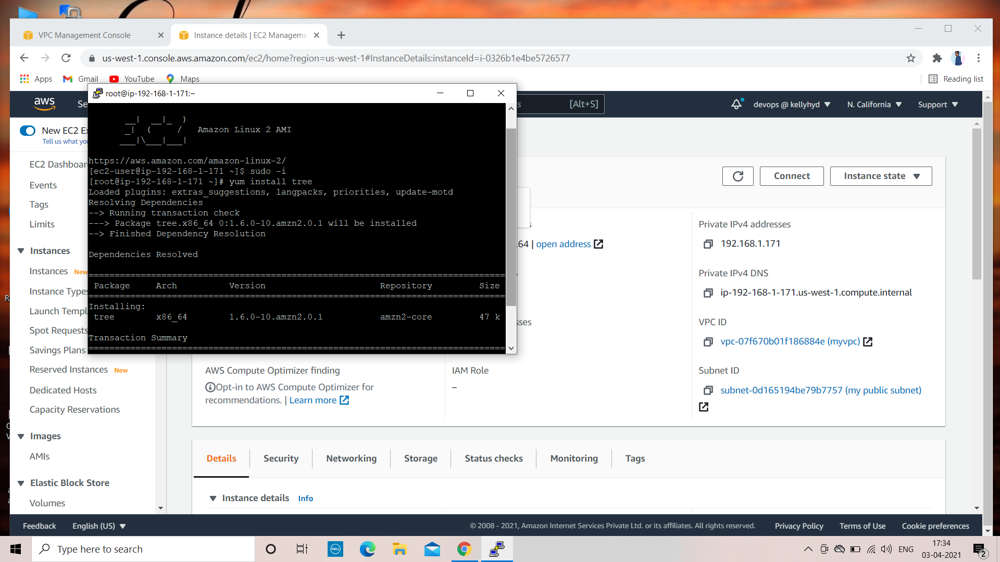 VPC Management Console
Instance details | EC2 Manageme
us-west-1.console.aws.amazon.com/ec2/home?region=us-west-1#InstanceDetails:instanceId=i-0326b1e4be5726577
Apps
Gmail
YouTube
Maps
Reading list
root@ip-192-168-1-171:~
aws
Se
s
[Alt+S]
devops @ kellyhyd
N. California
Support
New EC2 Ex
Tell us what you
EC2 Dashboar
Events
Tags
Limits
Instances
Instances New
Instance Types
Launch Templ
Spot Requests
Savings Plans
Reserved Instances New
Dedicated Hosts
Capacity Reservations
Images
AMIs
Elastic Block Store
Volumes
       __|  __|_  )
       _|  (     /   Amazon Linux 2 AMI
      ___|\___|___|
https://aws.amazon.com/amazon-linux-2/
[ec2-user@ip-192-168-1-171 ~]$ sudo -i
[root@ip-192-168-1-171 ~]# yum install tree
Loaded plugins: extras_suggestions, langpacks, priorities, update-motd
Resolving Dependencies
--> Running transaction check
---> Package tree.x86_64 0:1.6.0-10.amzn2.0.1 will be installed
--> Finished Dependency Resolution
Dependencies Resolved
================================================================================
Package Arch Version Repository Size
================================================================================
Installing:
tree x86_64 1.6.0-10.amzn2.0.1 amzn2-core 47 k
Transaction Summary
================================================================================
Connect
Instance state
.64 | open address
sses
Private IPv4 addresses
192.168.1.171
Private IPv4 DNS
ip-192-168-1-171.us-west-1.compute.internal
VPC ID
vpc-07f670b01f186884e (myvpc)
AWS Compute Optimizer finding
Opt-in to AWS Compute Optimizer for
recommendations. | Learn more
IAM Role
–
Subnet ID
subnet-0d165194be79b7757 (my public subnet)
Details
Security
Networking
Storage
Status checks
Monitoring
Tags
Instance details Info
Feedback
English (US)
© 2008 - 2021, Amazon Internet Services Private Ltd. or its affiliates. All rights reserved.
Privacy Policy
Terms of Use
Cookie preferences
Type here to search
DELL
ENG
17:34
03-04-2021
2